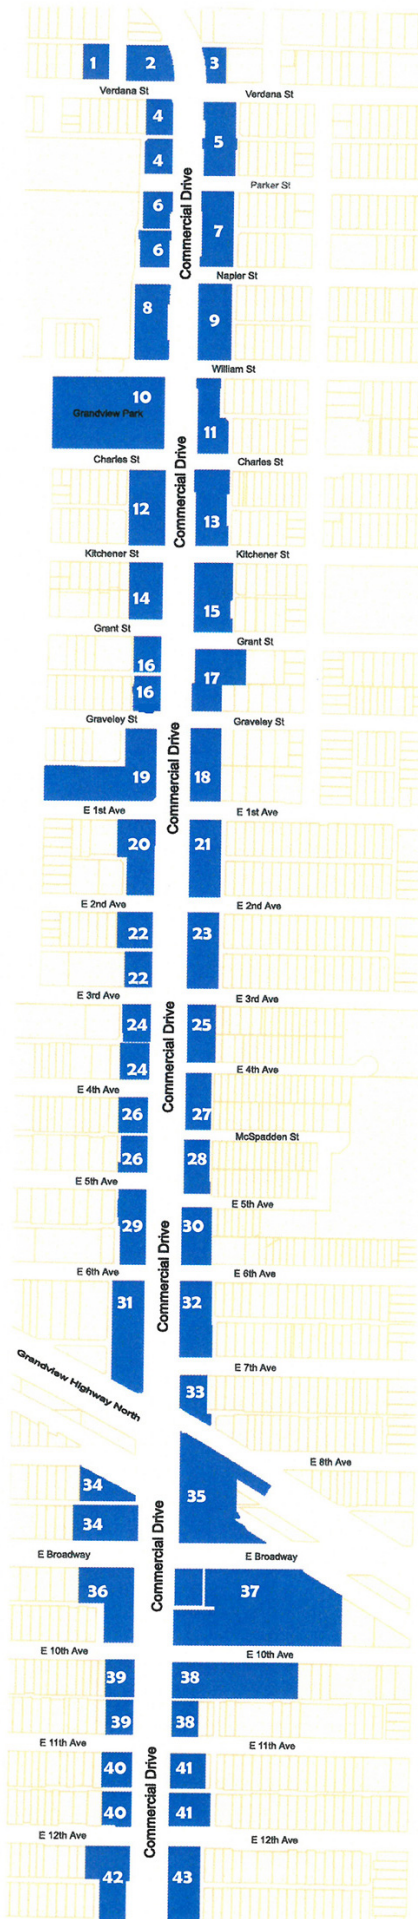 1
2
3
Verdana St
Verdana St
4
5
4
Parker St
6
7
6
Commercial Drive
Napier St
8
9
William St
10
Grandview Park
11
Charles St
Charles St
Commercial Drive
12
13
Kitchener St
Kitchener St
14
15
Grant St
Grant St
16
17
16
Graveley St
Graveley St
Commercial Drive
19
18
E 1st Ave
E 1st Ave
20
21
E 2nd Ave
E 2nd Ave
22
23
22
E 3rd Ave
E 3rd Ave
24
25
Commercial Drive
24
E 4th Ave
E 4th Ave
26
27
McSpadden St
26
28
E 5th Ave
E 5th Ave
29
30
Commercial Drive
E 6th Ave
E 6th Ave
31
32
E 7th Ave
Grandview Highway North
33
E 8th Ave
34
35
34
Commercial Drive
E Broadway
E Broadway
36
37
E 10th Ave
E 10th Ave
39
38
39
38
E 11th Ave
E 11th Ave
40
41
Commercial Drive
40
41
E 12th Ave
E 12th Ave
42
43